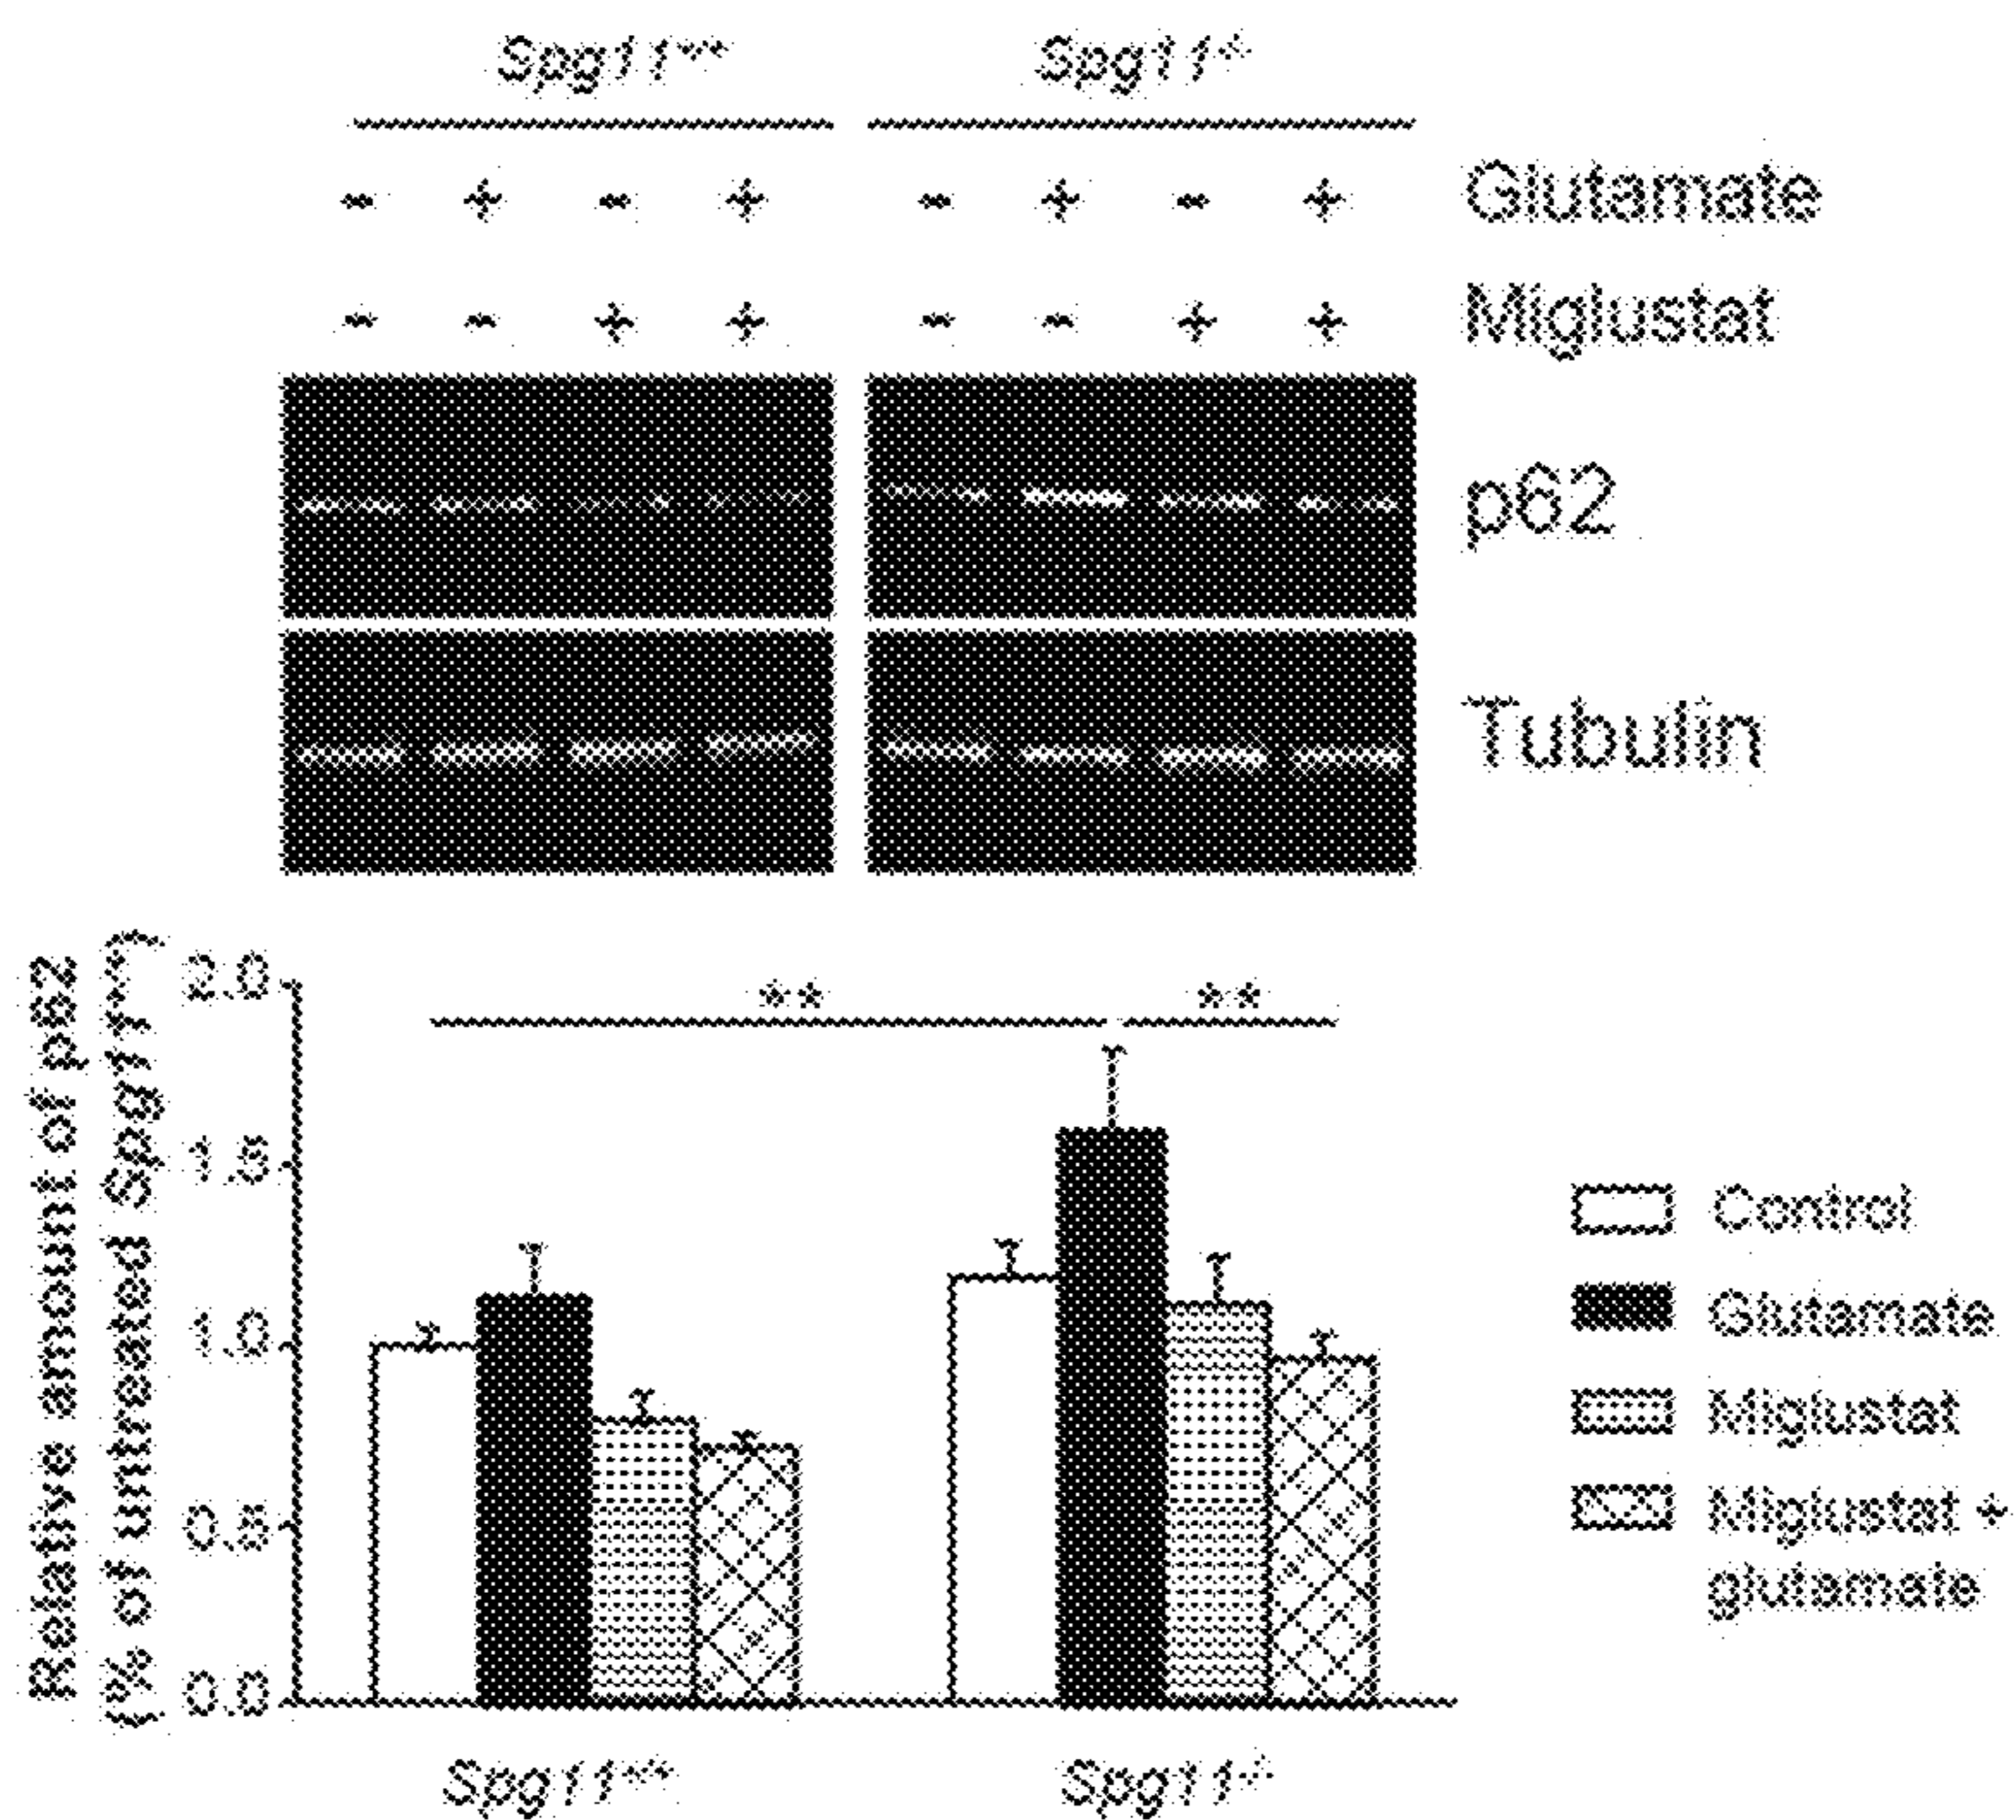 Spg11+/+ Spg11-/-
- + - + - + - + Glutamate
- - + + - - + + Miglustat
p62
Tubulin
Relative amount of p62
(% of untreated Spg11+/+)
2.0
1.5
1.0
0.5
0.0
** **
Control
Glutamate
Miglustat
Miglustat +
glutamate
Spg11+/+ Spg11-/-